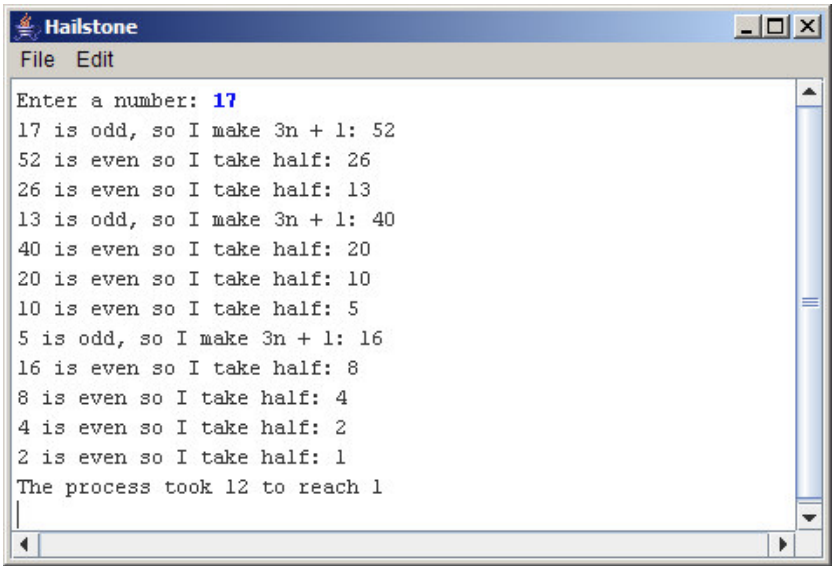 Hailstone
File Edit
Enter a number: 17
17 is odd, so I make 3n + 1: 52
52 is even so I take half: 26
26 is even so I take half: 13
13 is odd, so I make 3n + 1: 40
40 is even so I take half: 20
20 is even so I take half: 10
10 is even so I take half: 5
5 is odd, so I make 3n + 1: 16
16 is even so I take half: 8
8 is even so I take half: 4
4 is even so I take half: 2
2 is even so I take half: 1
The process took 12 to reach 1